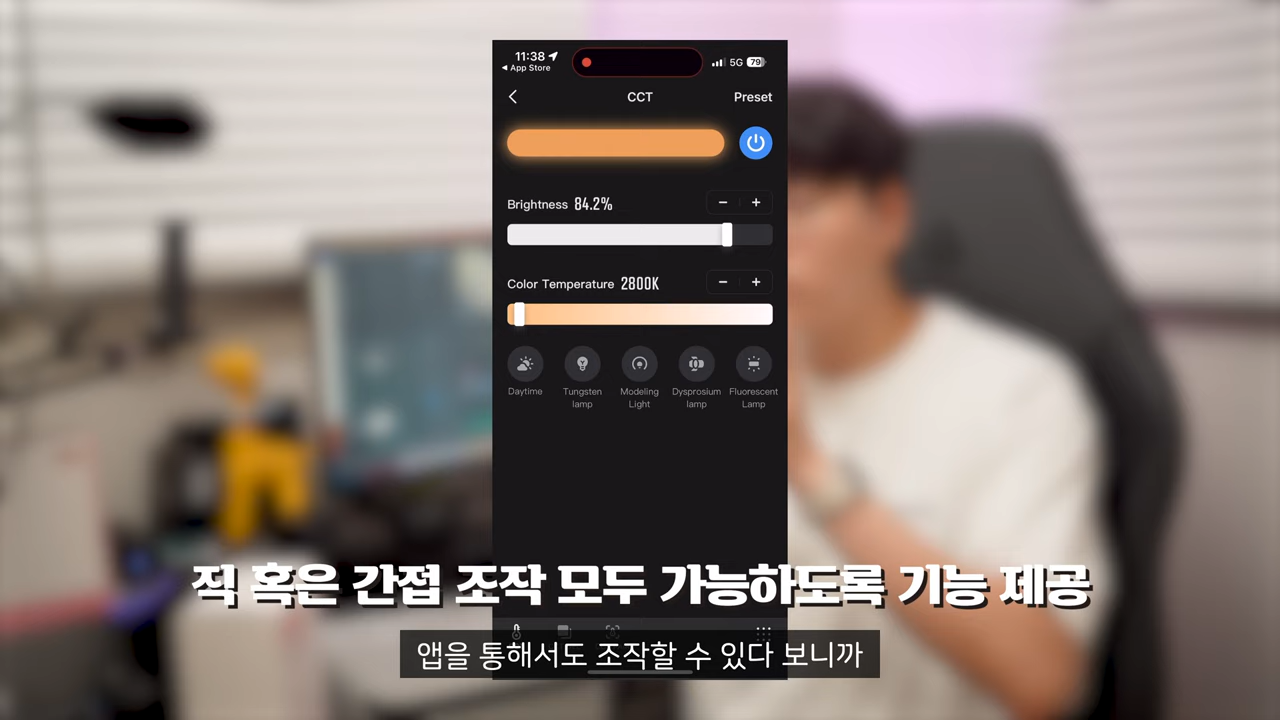 11:38
5G 79
◀ App Store
CCT
Preset
Brightness 84.2%
− +
Color Temperature 2800K
− +
Daytime
Tungsten lamp
Modeling Light
Dysprosium lamp
Fluorescent Lamp
직 혹은 간접 조작 모두 가능하도록 기능 제공
앱을 통해서도 조작할 수 있다 보니까